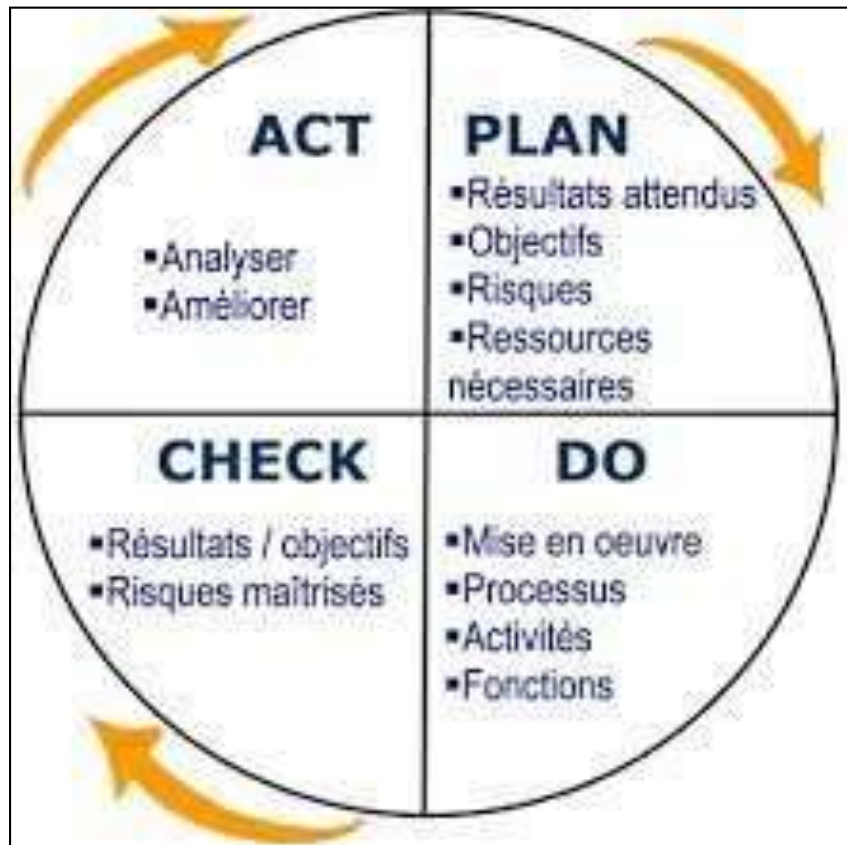 ACT
▪Analyser
▪Améliorer
PLAN
▪Résultats attendus
▪Objectifs
▪Risques
▪Ressources
nécessaires
CHECK
▪Résultats / objectifs
▪Risques maîtrisés
DO
▪Mise en oeuvre
▪Processus
▪Activités
▪Fonctions